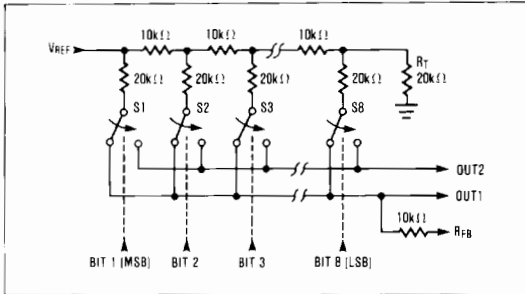 10kΩ 10kΩ 10kΩ
VREF
RT
20kΩ 20kΩ 20kΩ 20kΩ 20kΩ
S1 S2 S3 S8
OUT2
OUT1
10kΩ
RFB
BIT 1 (MSB) BIT 2 BIT 3 BIT 8 (LSB)